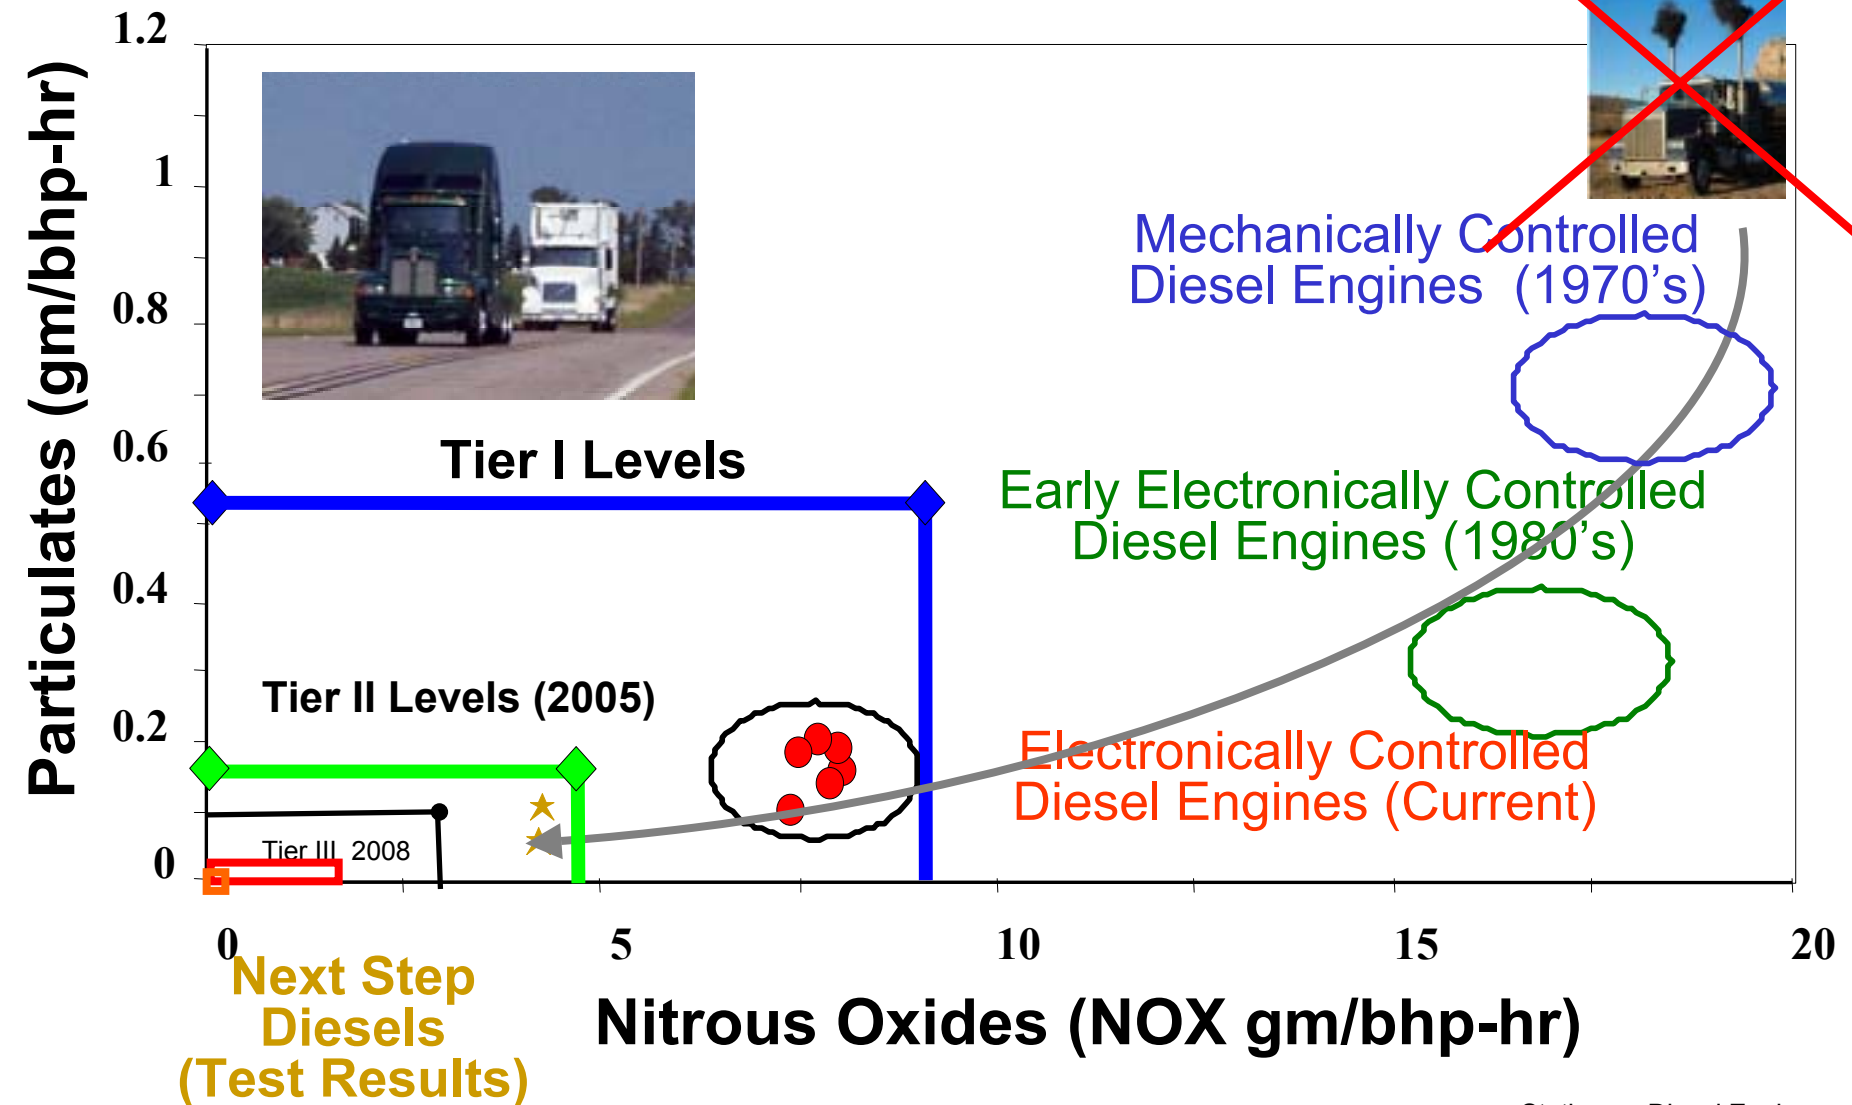 1.2
1
0.8
0.6
0.4
0.2
0
Particulates (gm/bhp-hr)
Mechanically Controlled
Diesel Engines (1970's)
Tier I Levels
Early Electronically Controlled
Diesel Engines (1980's)
Tier II Levels (2005)
Electronically Controlled
Diesel Engines (Current)
Tier III 2008
0 5 10 15 20
Next Step
Diesels
(Test Results)
Nitrous Oxides (NOX gm/bhp-hr)